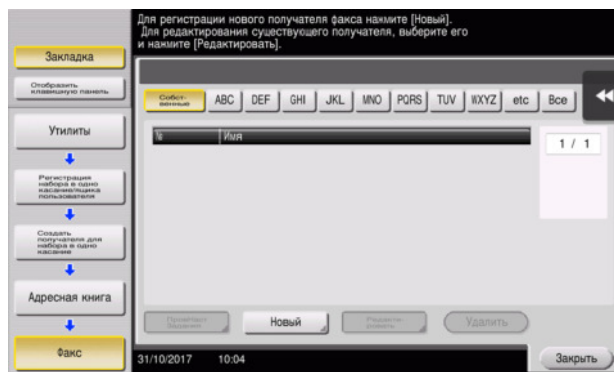 Для регистрации нового получателя факса нажмите [Новый].
Для редактирования существующего получателя, выберите его
и нажмите [Редактировать].
Закладка
Отобразить
клавишную панель
Утилиты
Регистрация
набора в одно
касание/ящика
пользователя
Создать
получателя для
набора в одно
касание
Адресная книга
Факс
Собст-
венные
ABC
DEF
GHI
JKL
MNO
PQRS
TUV
WXYZ
etc
Все
№
Имя
1 / 1
Новый
Редакти-
ровать
Удалить
31/10/2017
10:04
Закрыть